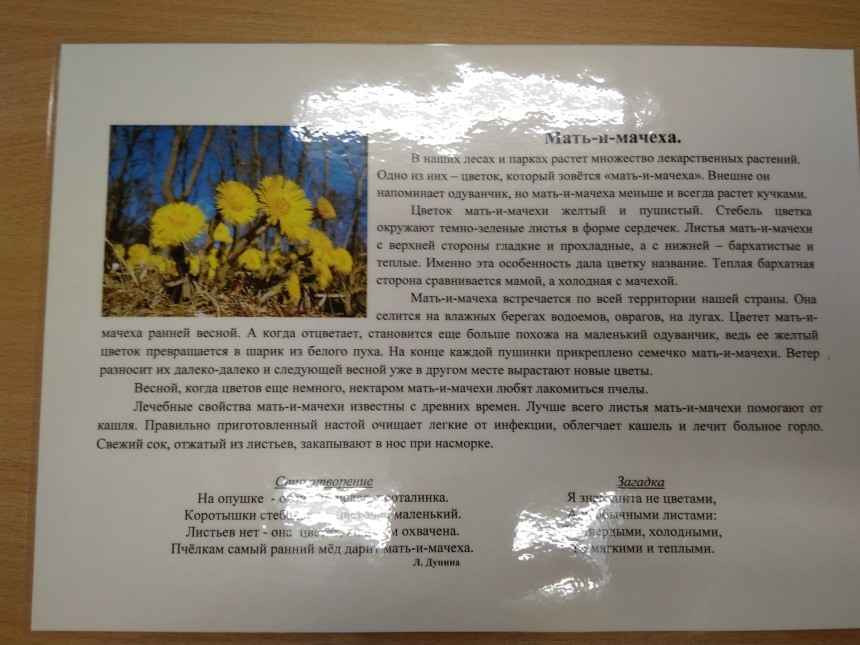 Мать-и-мачеха.
В наших лесах и парках растет множество лекарственных растений.
Одно из них – цветок, который зовётся «мать-и-мачеха». Внешне он
напоминает одуванчик, но мать-и-мачеха меньше и всегда растет кучками.
Цветок мать-и-мачехи желтый и пушистый. Стебель цветка
окружают темно-зеленые листья в форме сердечек. Листья мать-и-мачехи
с верхней стороны гладкие и прохладные, а с нижней – бархатистые и
теплые. Именно эта особенность дала цветку название. Теплая бархатная
сторона сравнивается мамой, а холодная с мачехой.
Мать-и-мачеха встречается по всей территории нашей страны. Она
селится на влажных берегах водоемов, оврагов, на лугах. Цветет мать-и-
мачеха ранней весной. А когда отцветает, становится еще больше похожа на маленький одуванчик, ведь ее желтый
цветок превращается в шарик из белого пуха. На конце каждой пушинки прикреплено семечко мать-и-мачехи. Ветер
разносит их далеко-далеко и следующей весной уже в другом месте вырастают новые цветы.
Весной, когда цветов еще немного, нектаром мать-и-мачехи любят лакомиться пчелы.
Лечебные свойства мать-и-мачехи известны с древних времен. Лучше всего листья мать-и-мачехи помогают от
кашля. Правильно приготовленный настой очищает легкие от инфекции, облегчает кашель и лечит больное горло.
Свежий сок, отжатый из листьев, закапывают в нос при насморке.
Стихотворение
На опушке - проталинка.
Коротышки маленький.
Листьев нет - она охвачена.
Пчёлкам самый ранний мёд дарит мать-и-мачеха.
Л. Дунина
Загадка
Я знаменита не цветами,
А листами:
твердыми, холодными,
мягкими и теплыми.